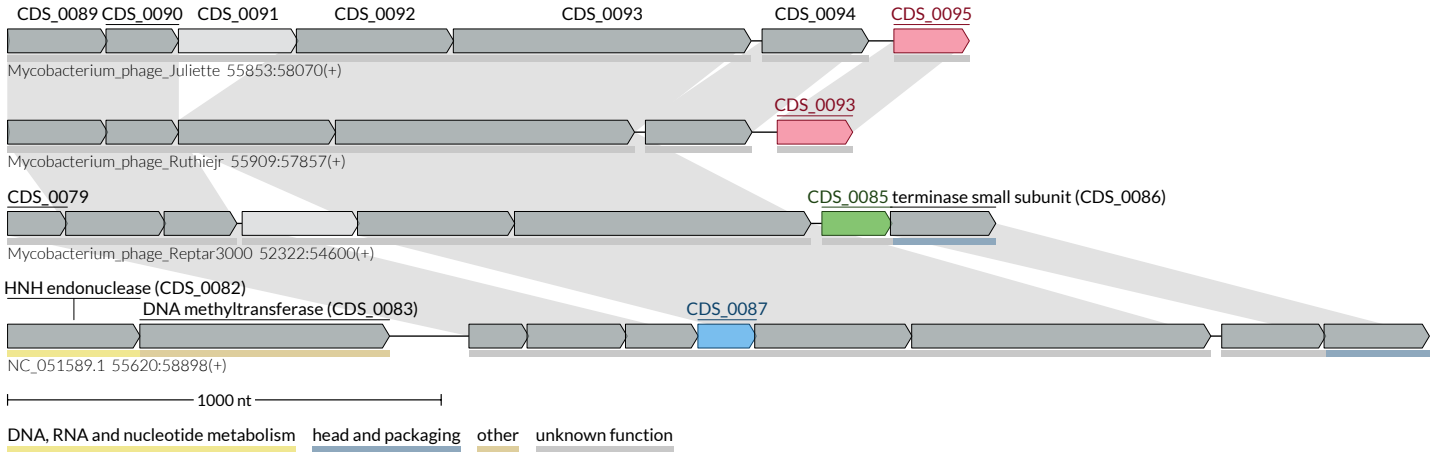 CDS_0089 CDS_0090 CDS_0091 CDS_0092 CDS_0093 CDS_0094 CDS_0095
Mycobacterium_phage_Juliette 55853:58070(+)
CDS_0093
Mycobacterium_phage_Ruthiejr 55909:57857(+)
CDS_0079 CDS_0085 terminase small subunit (CDS_0086)
Mycobacterium_phage_Reptar3000 52322:54600(+)
HNH endonuclease (CDS_0082)
DNA methyltransferase (CDS_0083) CDS_0087
NC_051589.1 55620:58898(+)
1000 nt
DNA, RNA and nucleotide metabolism head and packaging other unknown function